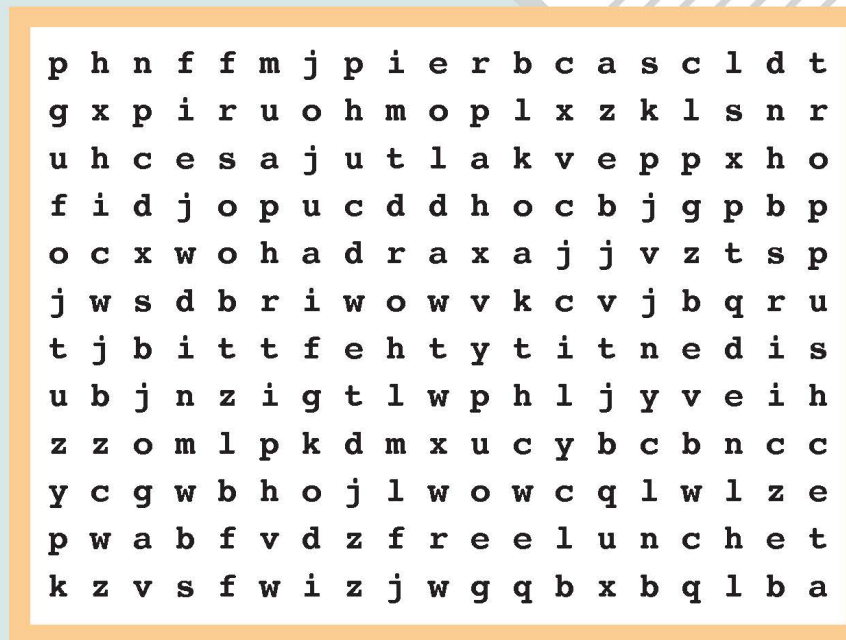 p h n f f m j p i e r b c a s c l d t
g x p i r u o h m o p l x z k l s n r
u h c e s a j u t l a k v e p p x h o
f i d j o p u c d d h o c b j g p b p
o c x w o h a d r a x a j j v z t s p
j w s d b r i w o w v k c v j b q r u
t j b i t t f e h t y t i t n e d i s
u b j n z i g t l w p h l j y v e i h
z z o m l p k d m x u c y b c b n c c
y c g w b h o j l w o w c q l w l z e
p w a b f v d z f r e e l u n c h e t
k z v s f w i z j w g q b x b q l b a